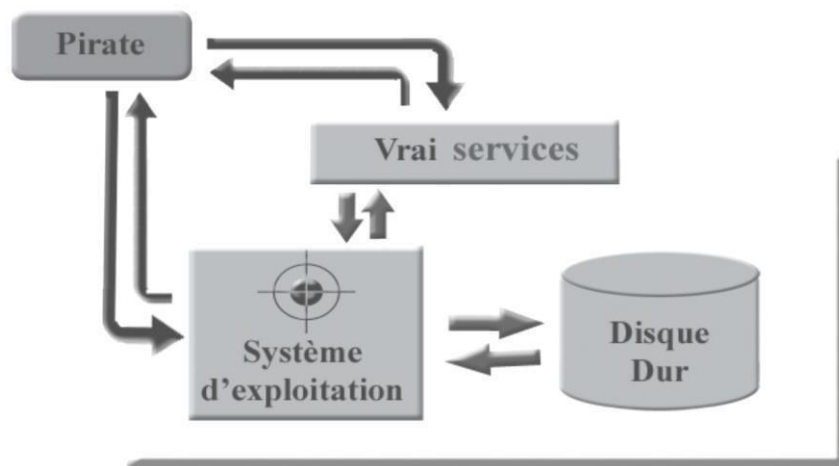 Pirate
Vrai services
Système
d'exploitation
Disque
Dur